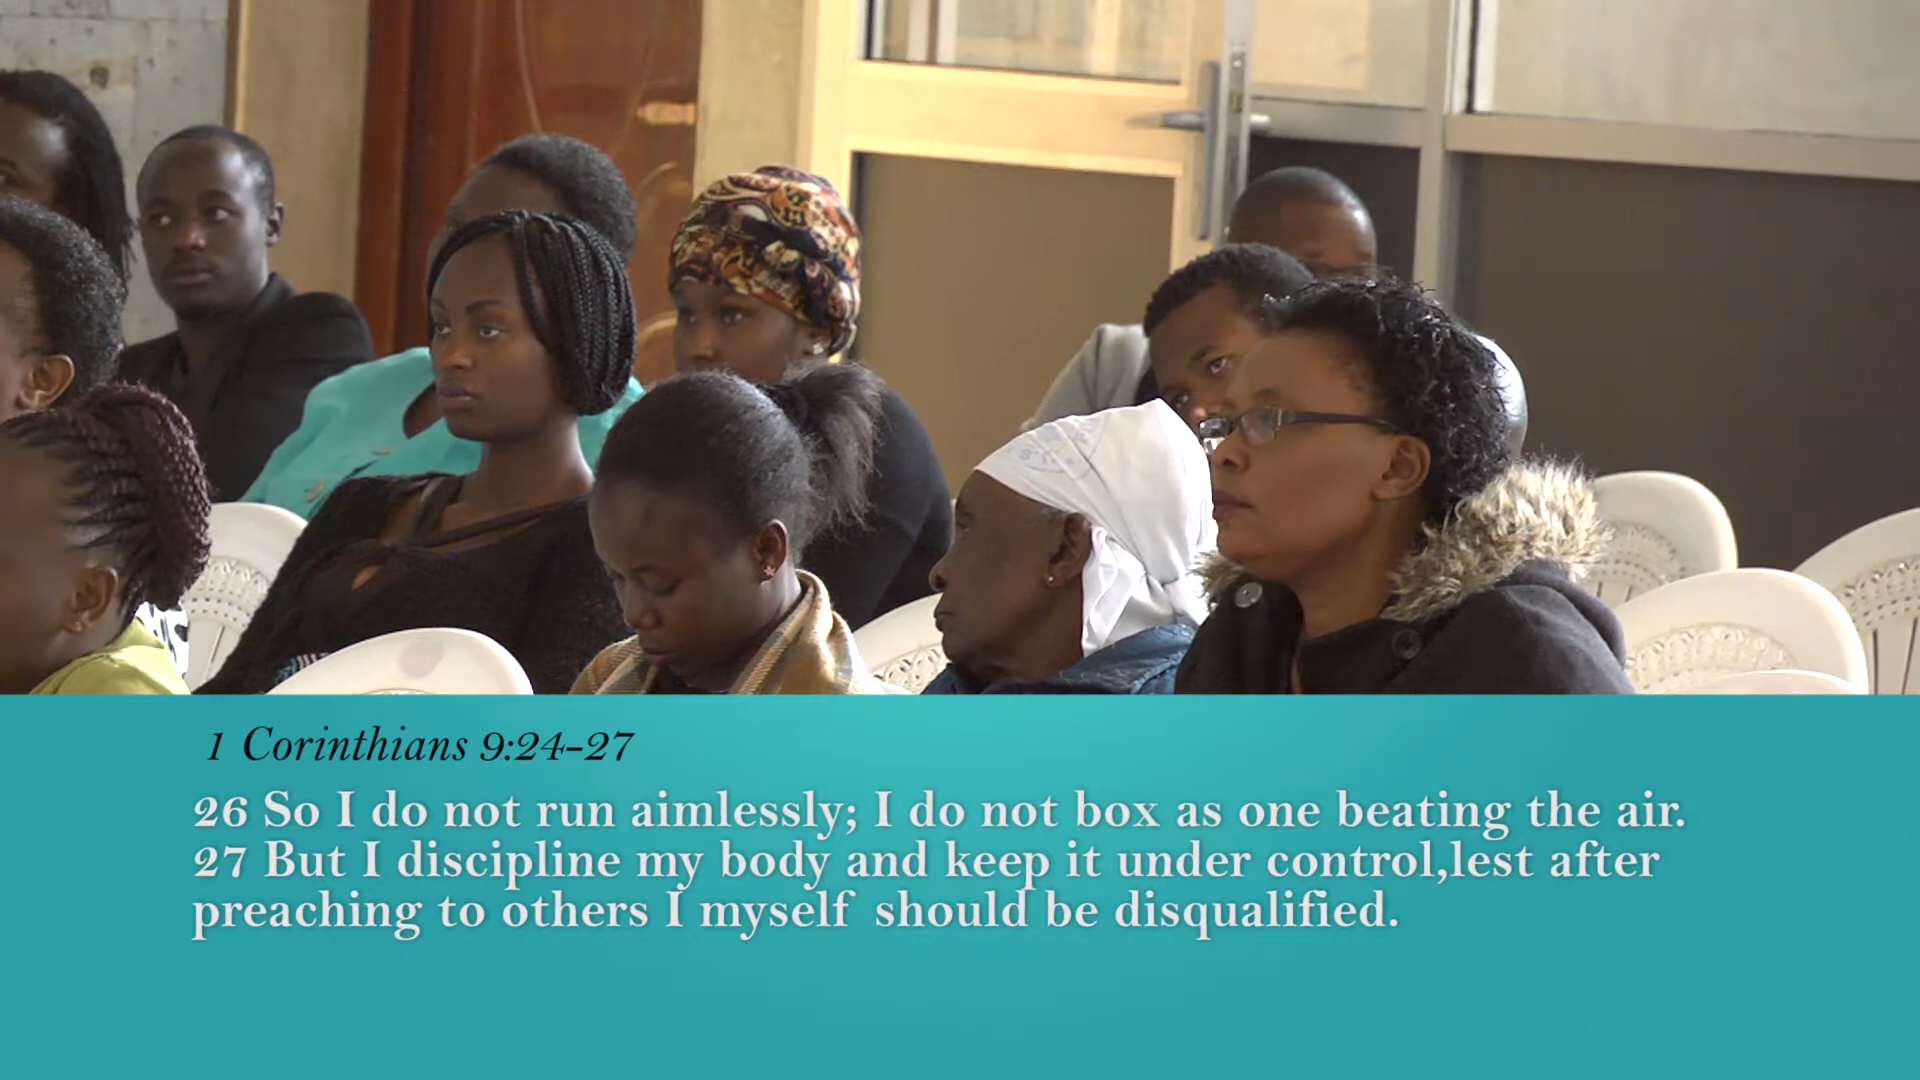 1 Corinthians 9:24-27
26 So I do not run aimlessly; I do not box as one beating the air.
27 But I discipline my body and keep it under control,lest after
preaching to others I myself should be disqualified.